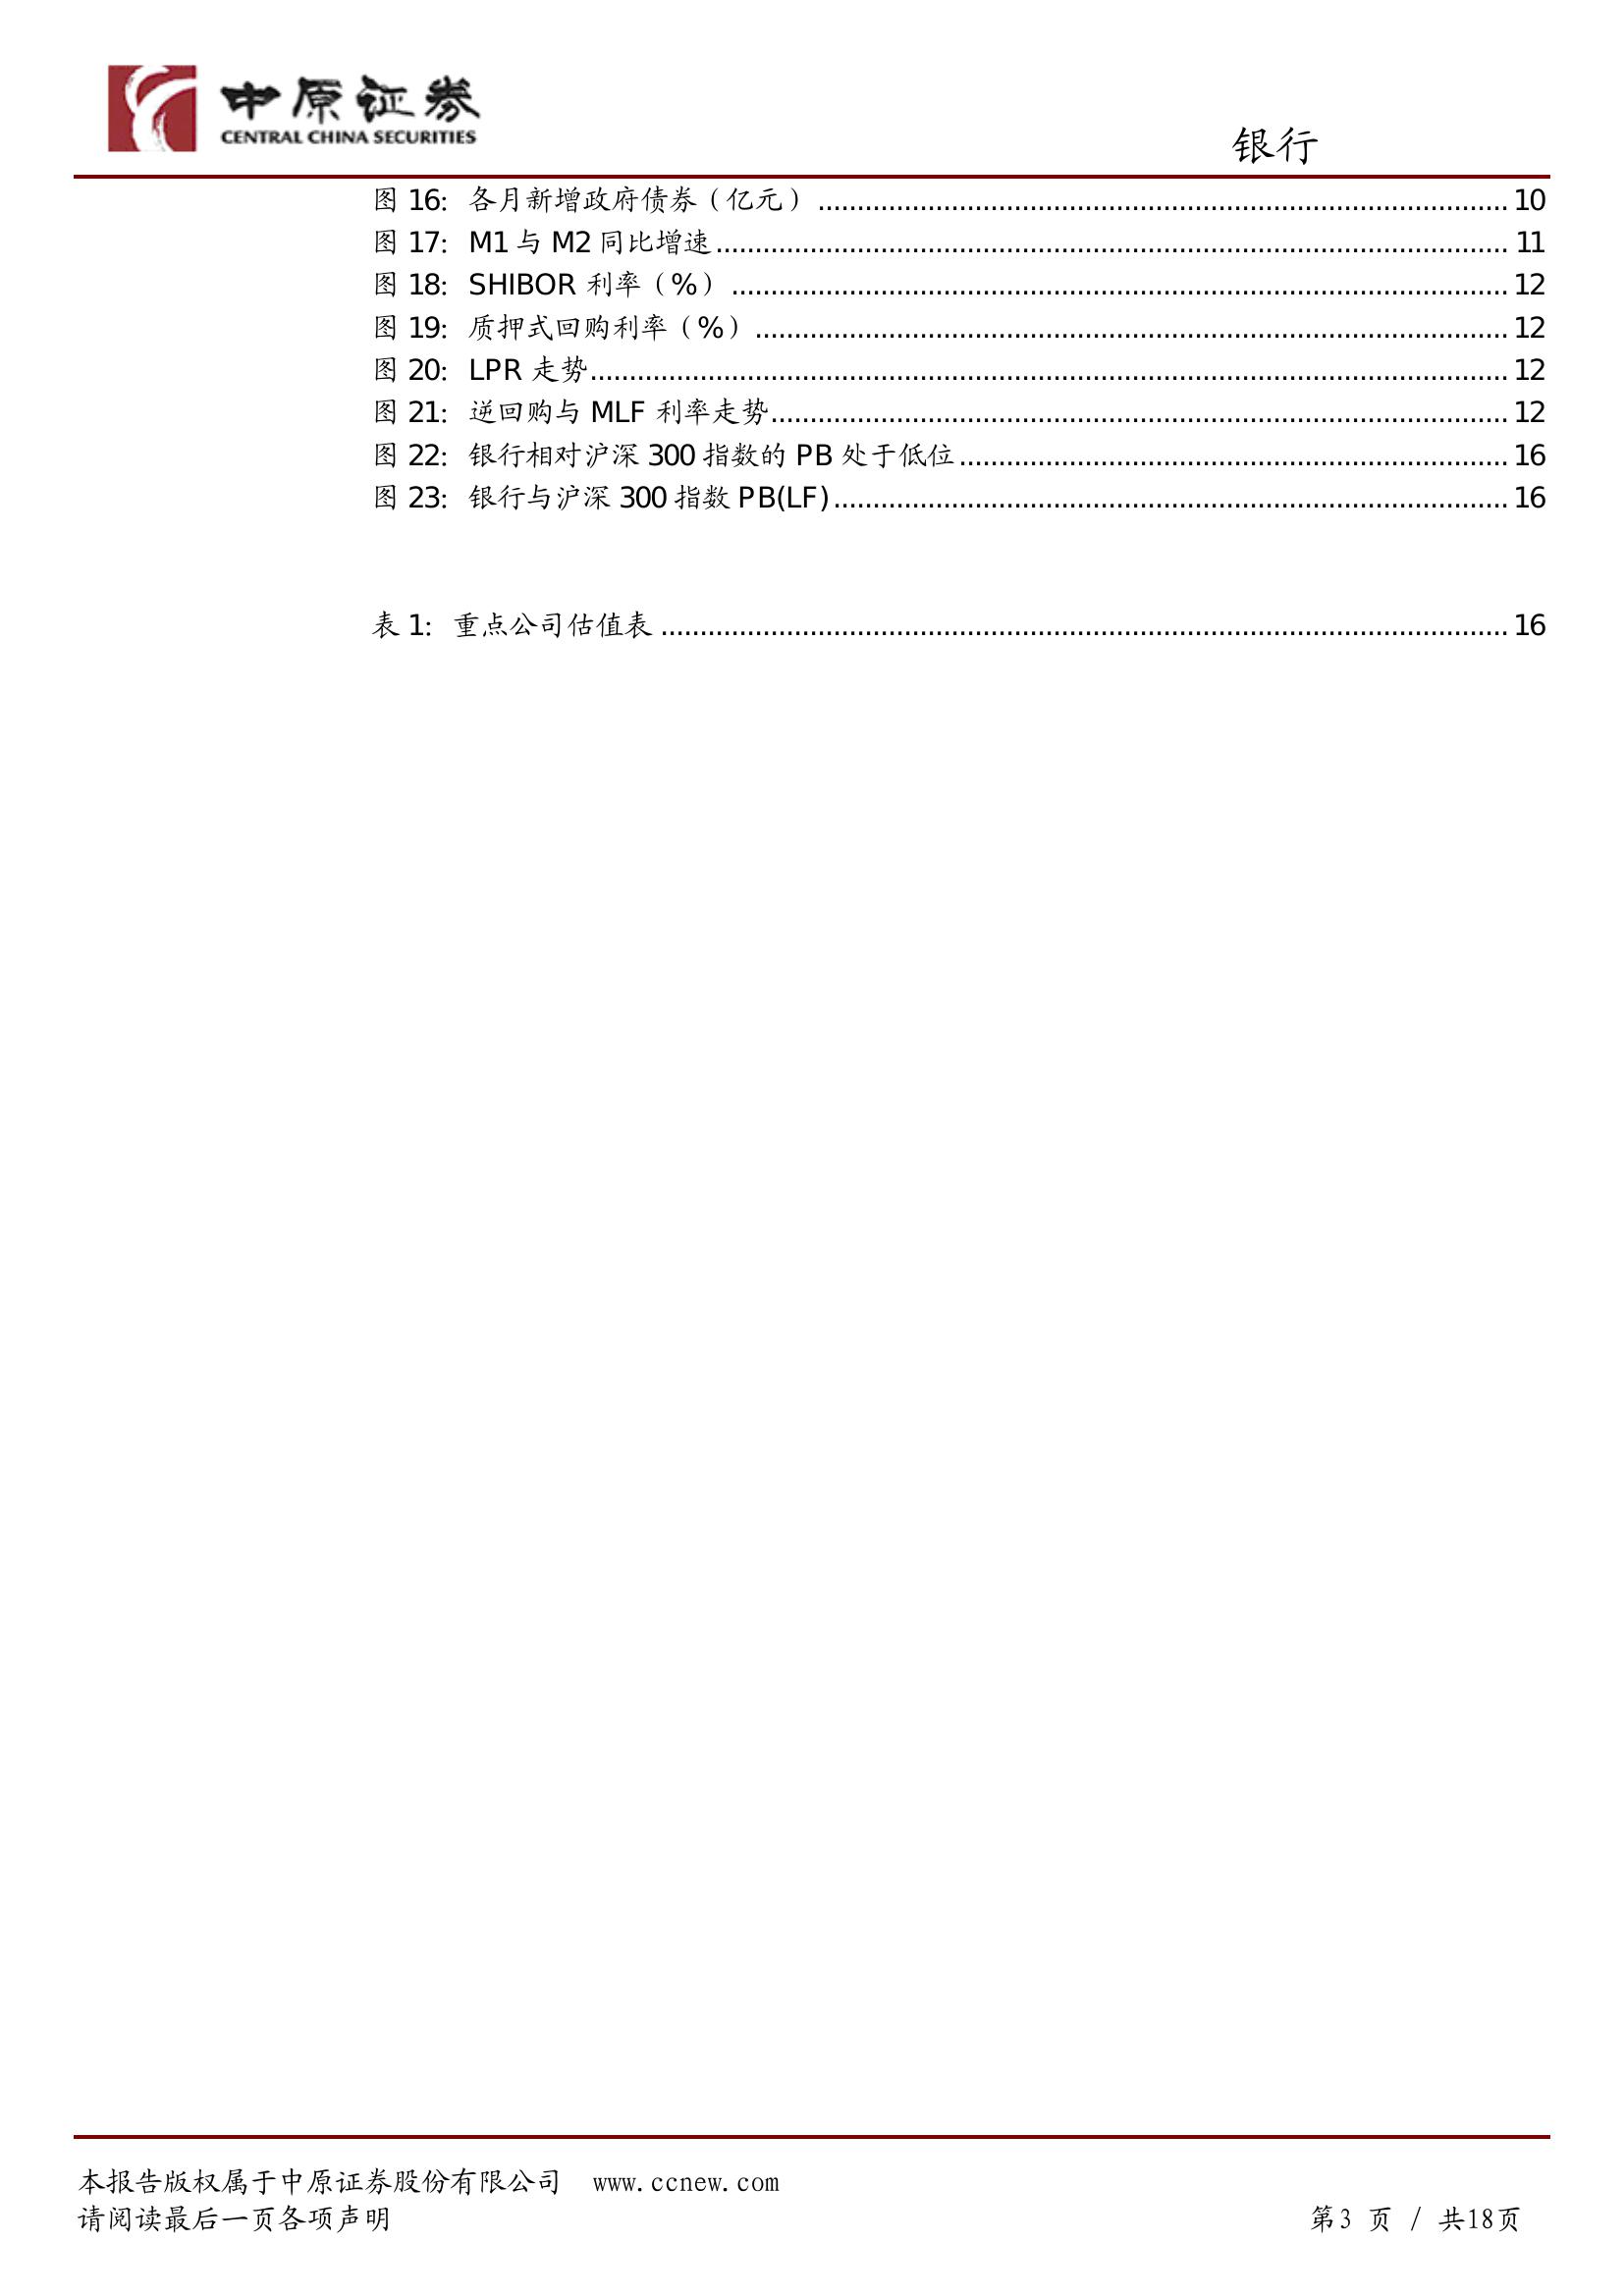 中原证券
CENTRAL CHINA SECURITIES
银行
图 16: 各月新增政府债券（亿元）........................................10
图 17: M1 与 M2 同比增速........................................11
图 18: SHIBOR 利率（%）........................................12
图 19: 质押式回购利率（%）........................................12
图 20: LPR 走势........................................12
图 21: 逆回购与 MLF 利率走势........................................12
图 22: 银行相对沪深 300 指数的 PB 处于低位........................................16
图 23: 银行与沪深 300 指数 PB(LF)........................................16
表 1: 重点公司估值表........................................16
本报告版权属于中原证券股份有限公司 www.ccnew.com
请阅读最后一页各项声明 第3 页 / 共18页